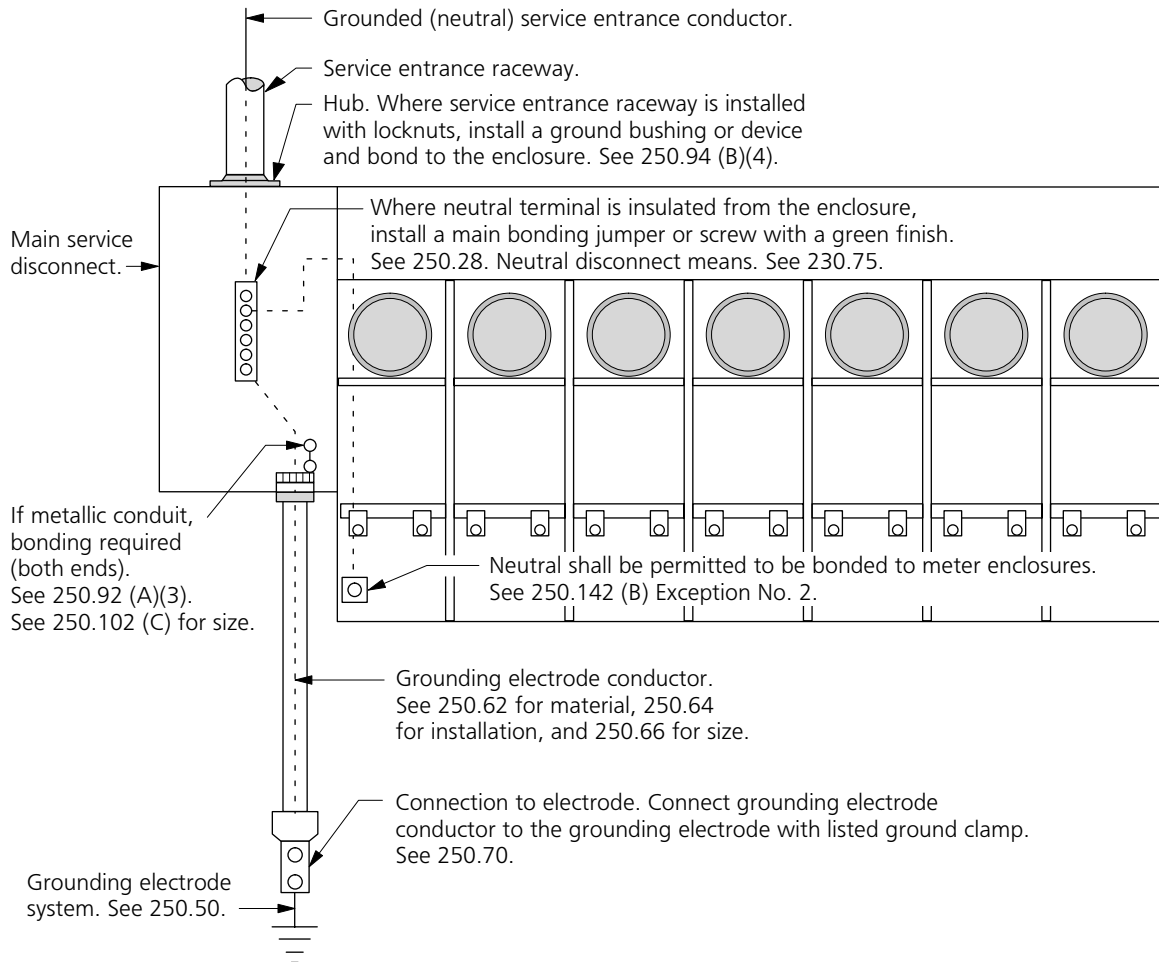 Grounded (neutral) service entrance conductor.
Service entrance raceway.
Hub. Where service entrance raceway is installed
with locknuts, install a ground bushing or device
and bond to the enclosure. See 250.94 (B)(4).
Where neutral terminal is insulated from the enclosure,
install a main bonding jumper or screw with a green finish.
See 250.28. Neutral disconnect means. See 230.75.
Main service
disconnect.
If metallic conduit,
bonding required
(both ends).
See 250.92 (A)(3).
See 250.102 (C) for size.
Neutral shall be permitted to be bonded to meter enclosures.
See 250.142 (B) Exception No. 2.
Grounding electrode conductor.
See 250.62 for material, 250.64
for installation, and 250.66 for size.
Connection to electrode. Connect grounding electrode
conductor to the grounding electrode with listed ground clamp.
See 250.70.
Grounding electrode
system. See 250.50.